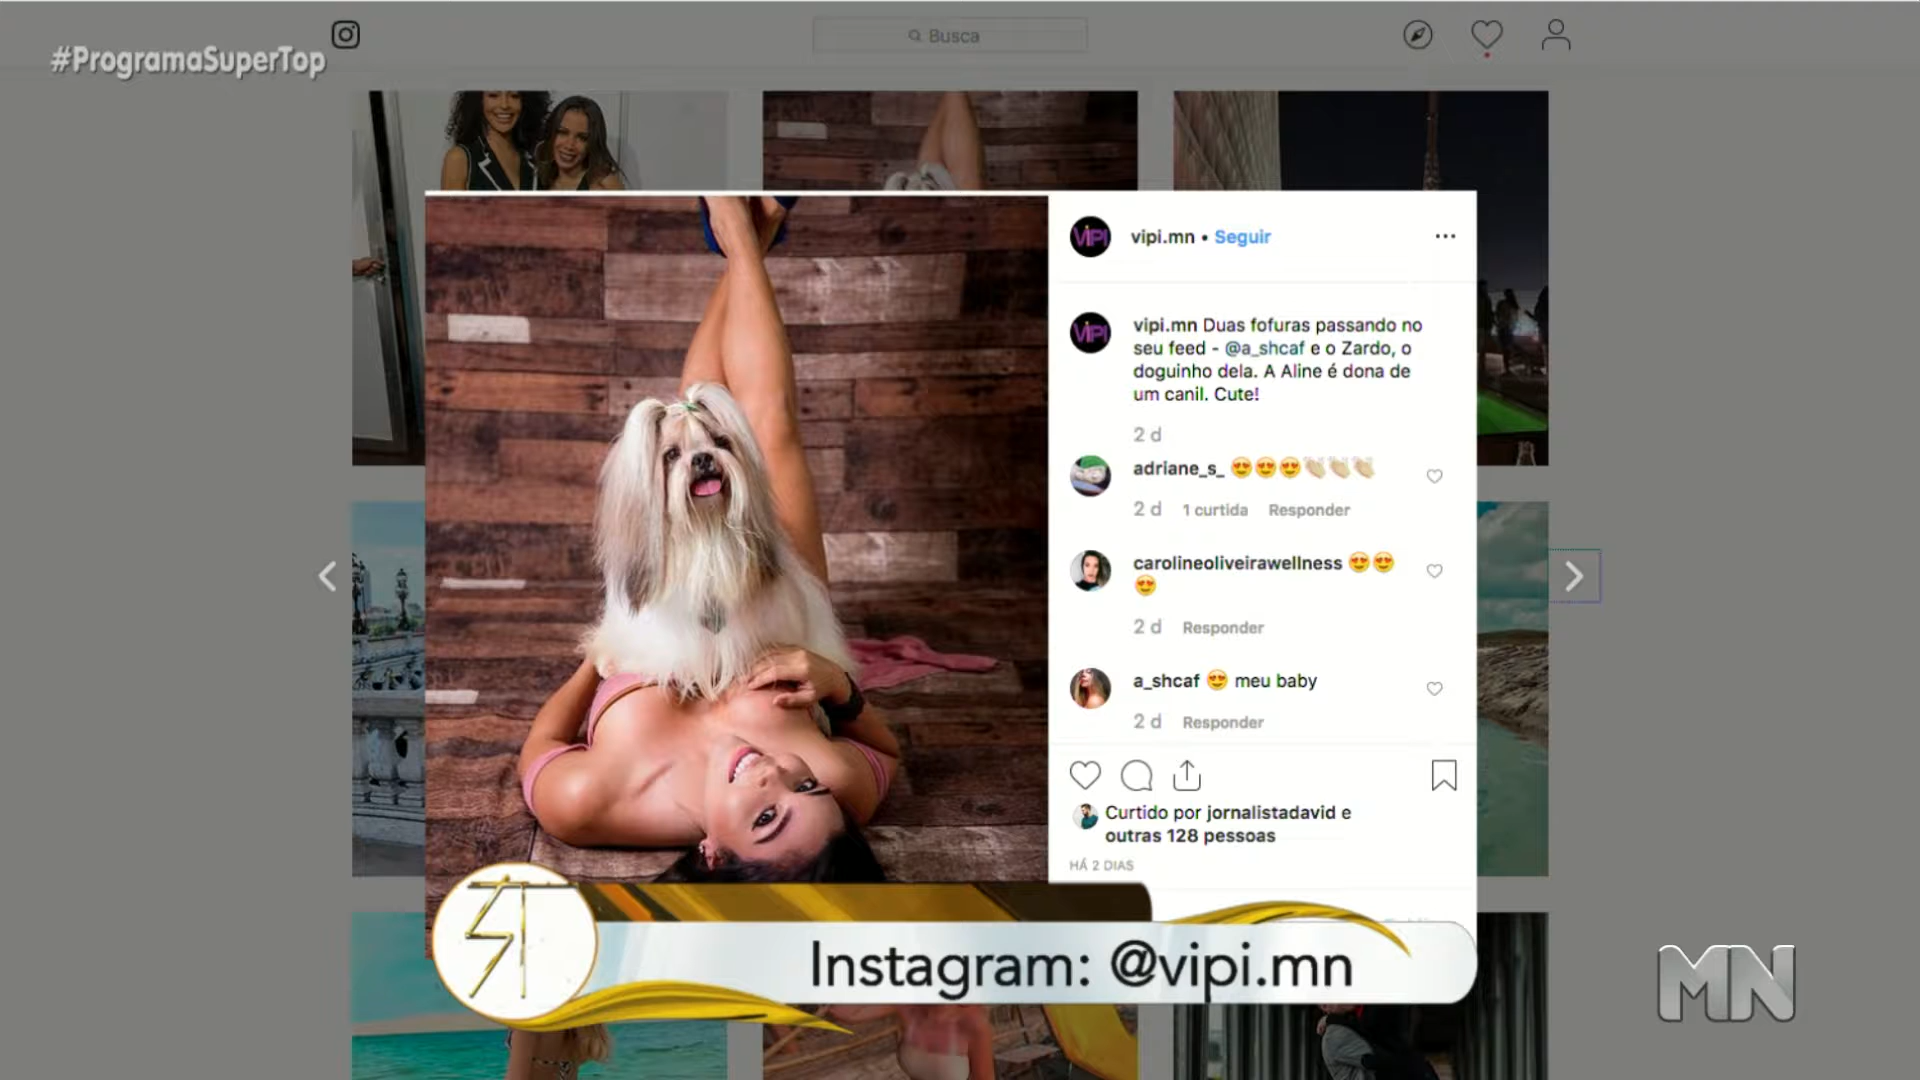 #ProgramaSuperTop
Busca
VIPI
vipi.mn • Seguir
VIPI
vipi.mn Duas fofuras passando no
seu feed - @a_shcaf e o Zardo, o
doguinho dela. A Aline é dona de
um canil. Cute!
2 d
adriane_s_ 😍😍😍👏🏼👏🏼👏🏼
2 d 1 curtida Responder
carolineoliveirawellness 😍😍
😍
2 d Responder
a_shcaf 😍 meu baby
2 d Responder
Curtido por jornalistadavid e
outras 128 pessoas
HÁ 2 DIAS
Instagram: @vipi.mn
MN